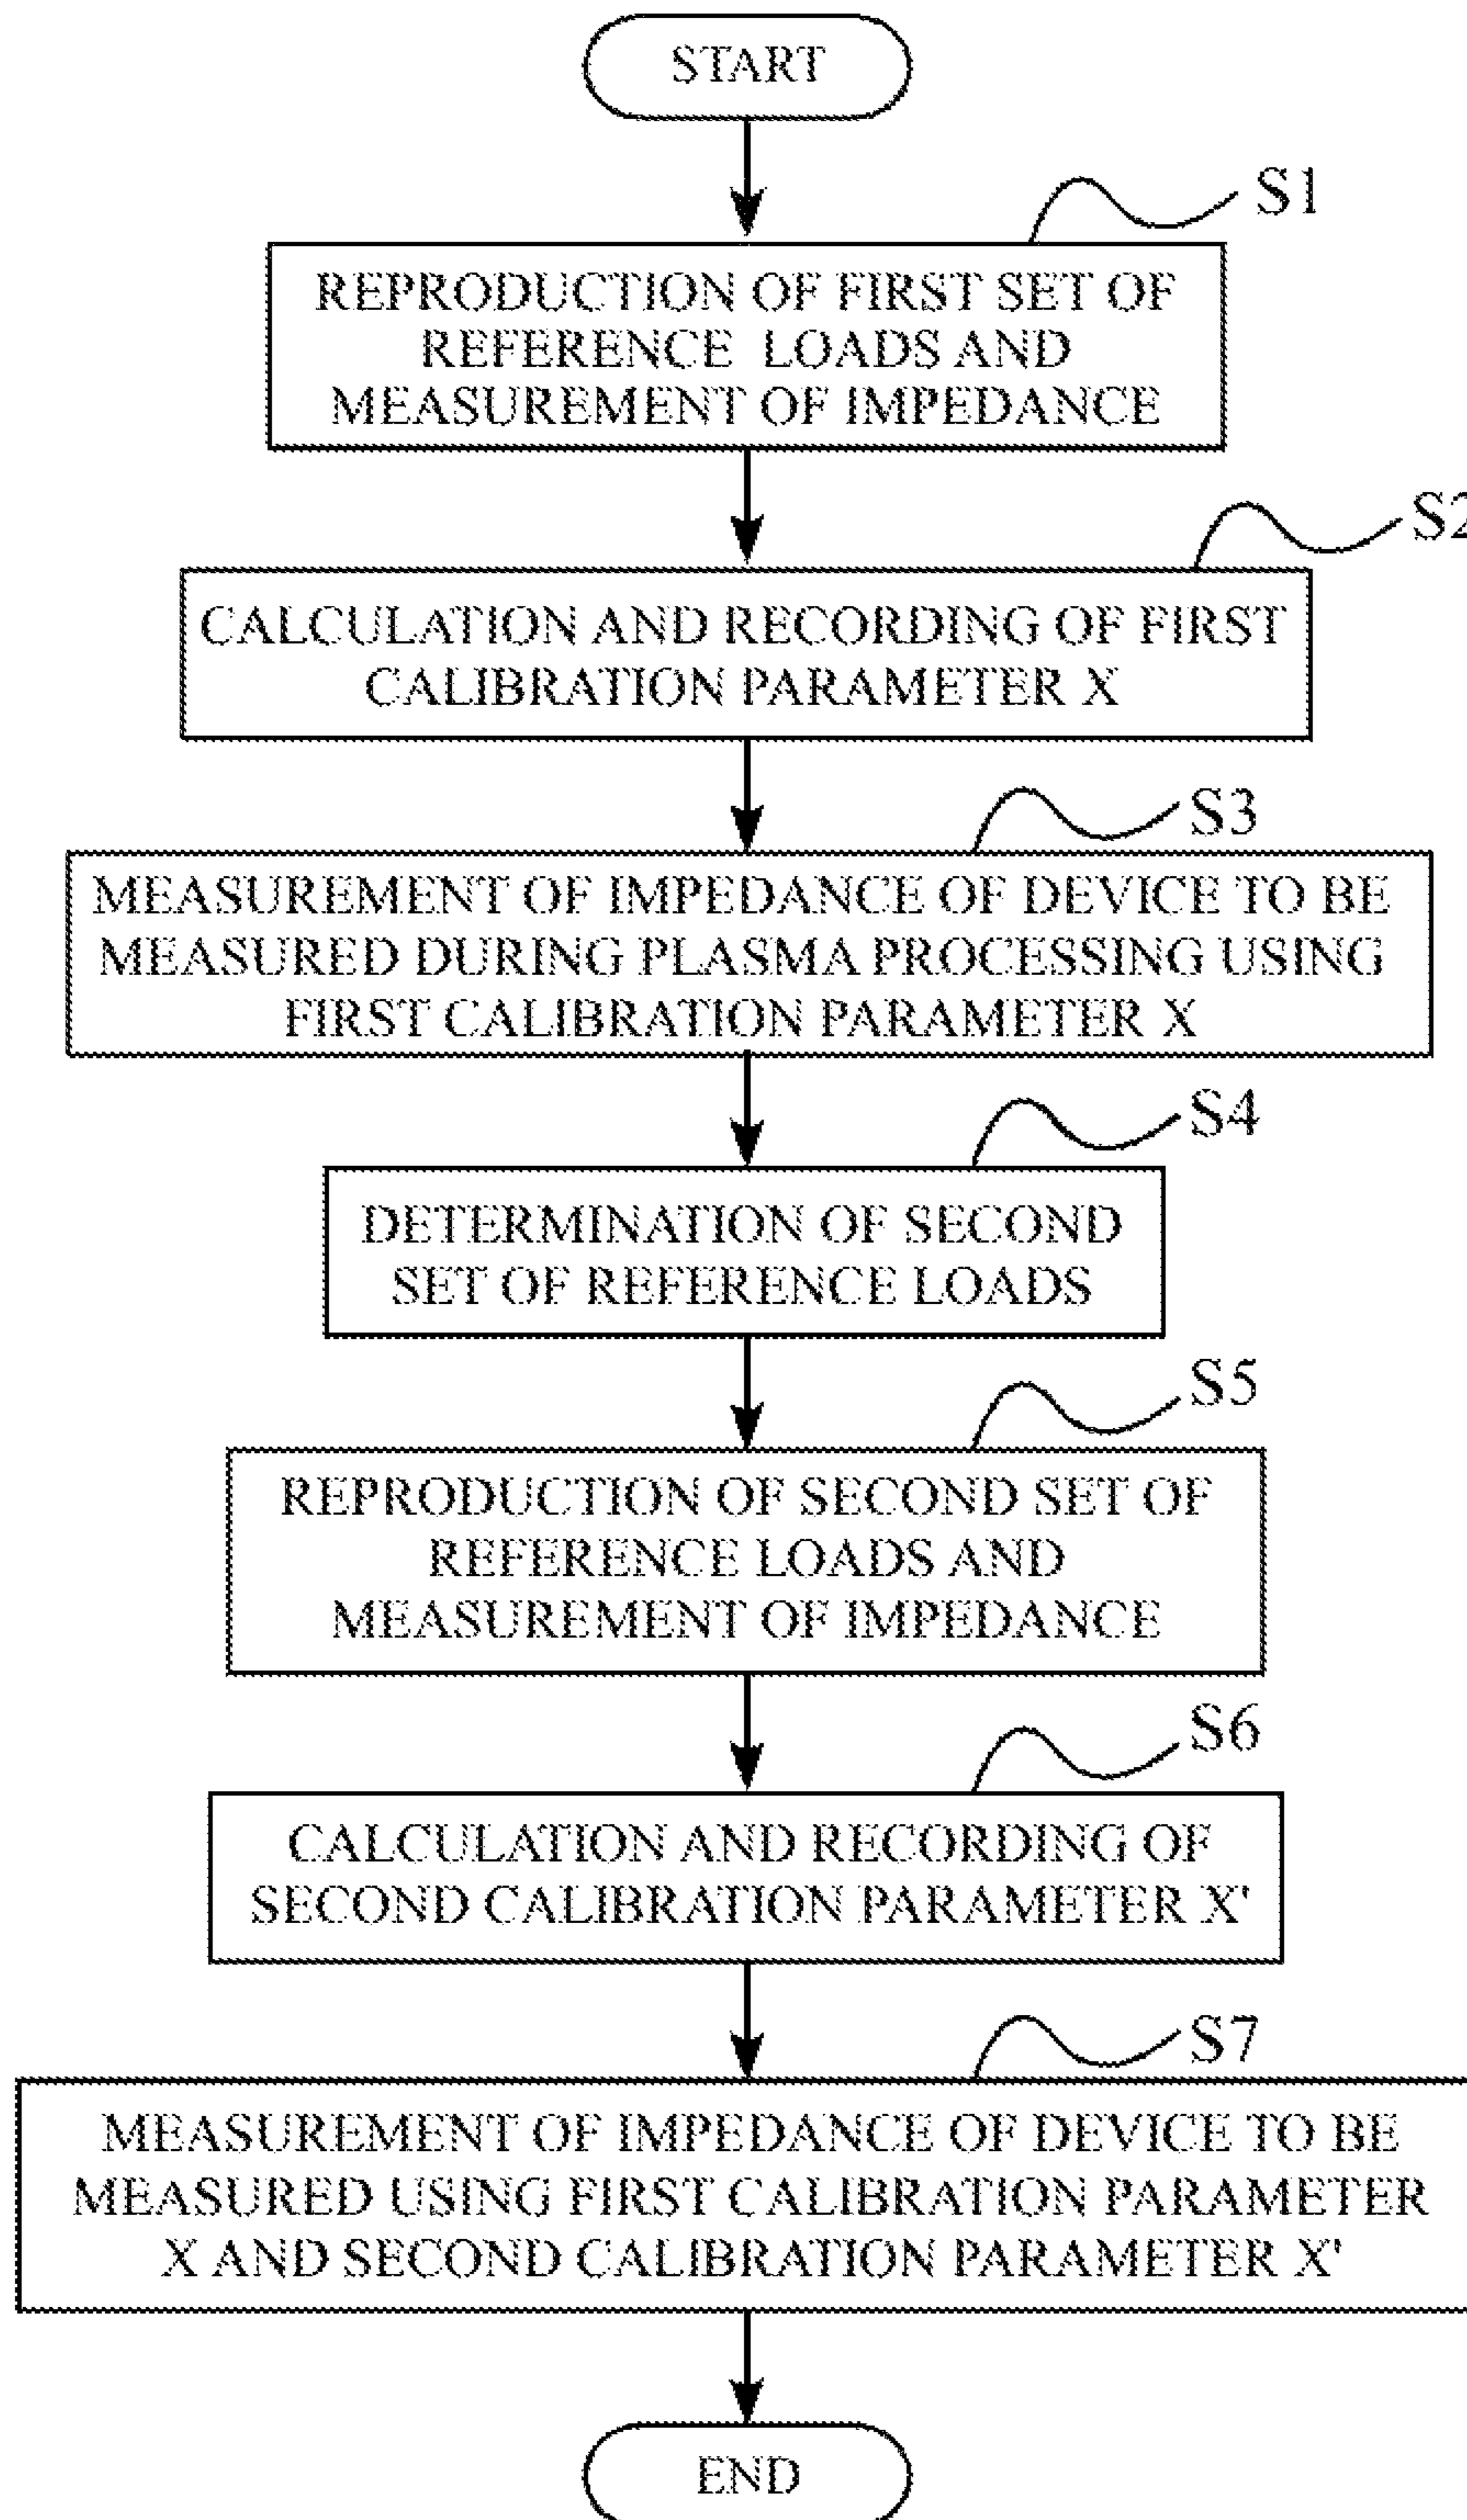 START
S1
REPRODUCTION OF FIRST SET OF
REFERENCE LOADS AND
MEASUREMENT OF IMPEDANCE
S2
CALCULATION AND RECORDING OF FIRST
CALIBRATION PARAMETER X
S3
MEASUREMENT OF IMPEDANCE OF DEVICE TO BE
MEASURED DURING PLASMA PROCESSING USING
FIRST CALIBRATION PARAMETER X
S4
DETERMINATION OF SECOND
SET OF REFERENCE LOADS
S5
REPRODUCTION OF SECOND SET OF
REFERENCE LOADS AND
MEASUREMENT OF IMPEDANCE
S6
CALCULATION AND RECORDING OF
SECOND CALIBRATION PARAMETER X'
S7
MEASUREMENT OF IMPEDANCE OF DEVICE TO BE
MEASURED USING FIRST CALIBRATION PARAMETER
X AND SECOND CALIBRATION PARAMETER X'
END